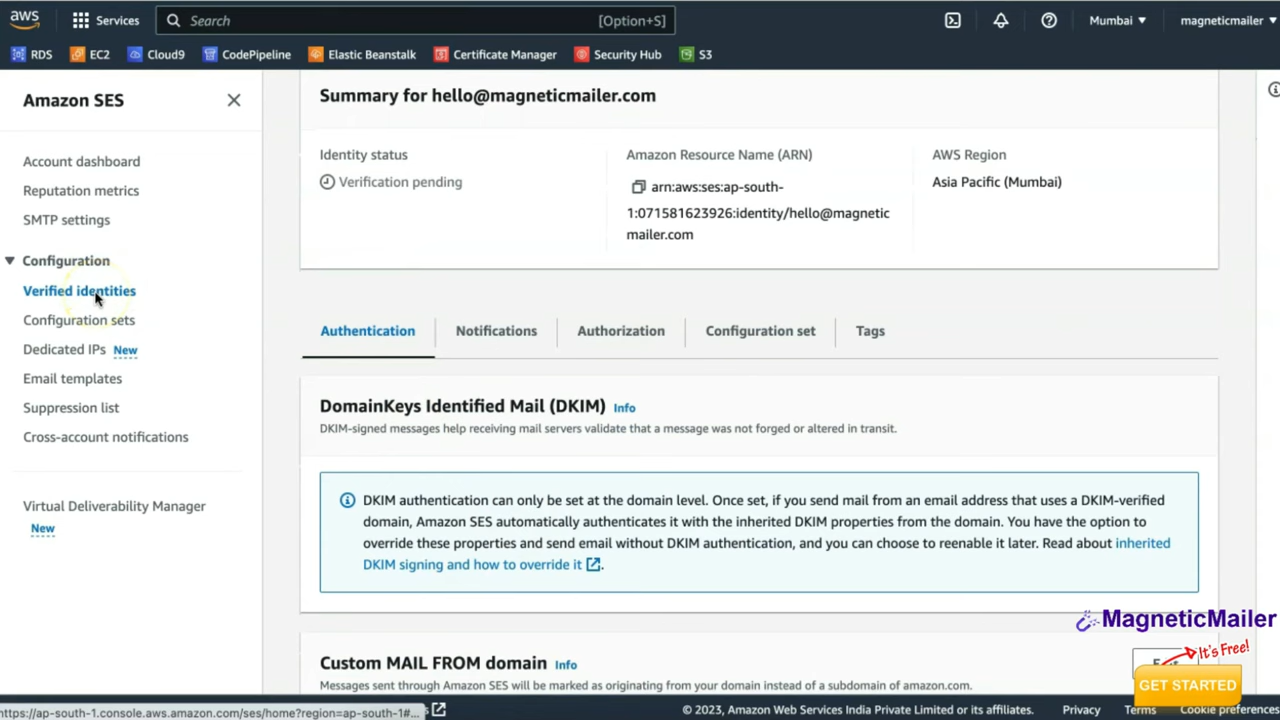 aws
Services
Search
[Option+S]
Mumbai
magneticmailer
RDS
EC2
Cloud9
CodePipeline
Elastic Beanstalk
Certificate Manager
Security Hub
S3
Amazon SES
Account dashboard
Reputation metrics
SMTP settings
Configuration
Verified identities
Configuration sets
Dedicated IPs New
Email templates
Suppression list
Cross-account notifications
Virtual Deliverability Manager
New
Summary for hello@magneticmailer.com
Identity status
Verification pending
Amazon Resource Name (ARN)
arn:aws:ses:ap-south-
1:071581623926:identity/hello@magnetic
mailer.com
AWS Region
Asia Pacific (Mumbai)
Authentication
Notifications
Authorization
Configuration set
Tags
DomainKeys Identified Mail (DKIM) Info
DKIM-signed messages help receiving mail servers validate that a message was not forged or altered in transit.
DKIM authentication can only be set at the domain level. Once set, if you send mail from an email address that uses a DKIM-verified
domain, Amazon SES automatically authenticates it with the inherited DKIM properties from the domain. You have the option to
override these properties and send email without DKIM authentication, and you can choose to reenable it later. Read about inherited
DKIM signing and how to override it.
Custom MAIL FROM domain Info
Messages sent through Amazon SES will be marked as originating from your domain instead of a subdomain of amazon.com.
MagneticMailer
It's Free!
GET STARTED
https://ap-south-1.console.aws.amazon.com/ses/home?region=ap-south-1#...
© 2023, Amazon Web Services India Private Limited or its affiliates.
Privacy
Terms
Cookie preferences